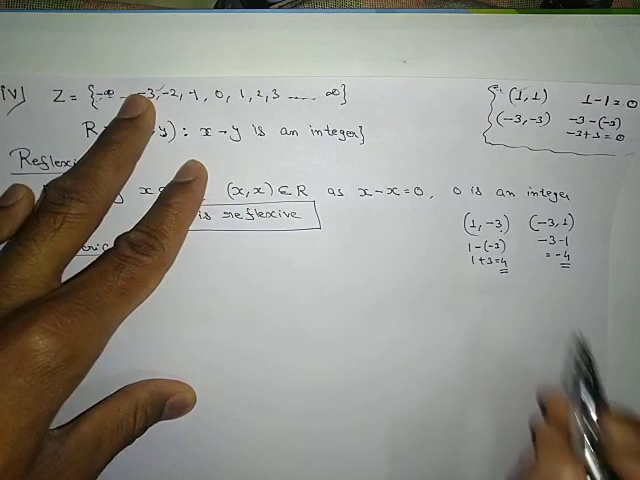 iv) Z = {-∞ ... -3, -2, -1, 0, 1, 2, 3 ..... ∞}
R y) : x - y is an integer}
Reflexi
x (x, x) ∈ R as x - x = 0, 0 is an integer
is reflexive
eric
(1, 1) 1 - 1 = 0
(-3, -3) -3 - (-3)
-3 + 3 = 0
(1, -3) (-3, 1)
1 - (-3) -3 - 1
1 + 3 = 4 = -4